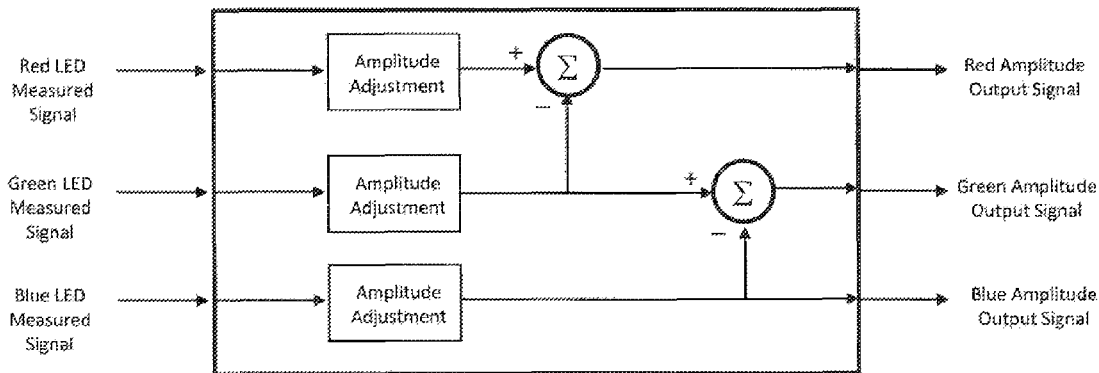 Red LED
Measured
Signal
Amplitude
Adjustment
+
Σ
−
Red Amplitude
Output Signal
Green LED
Measured
Signal
Amplitude
Adjustment
+
Σ
−
Green Amplitude
Output Signal
Blue LED
Measured
Signal
Amplitude
Adjustment
Blue Amplitude
Output Signal